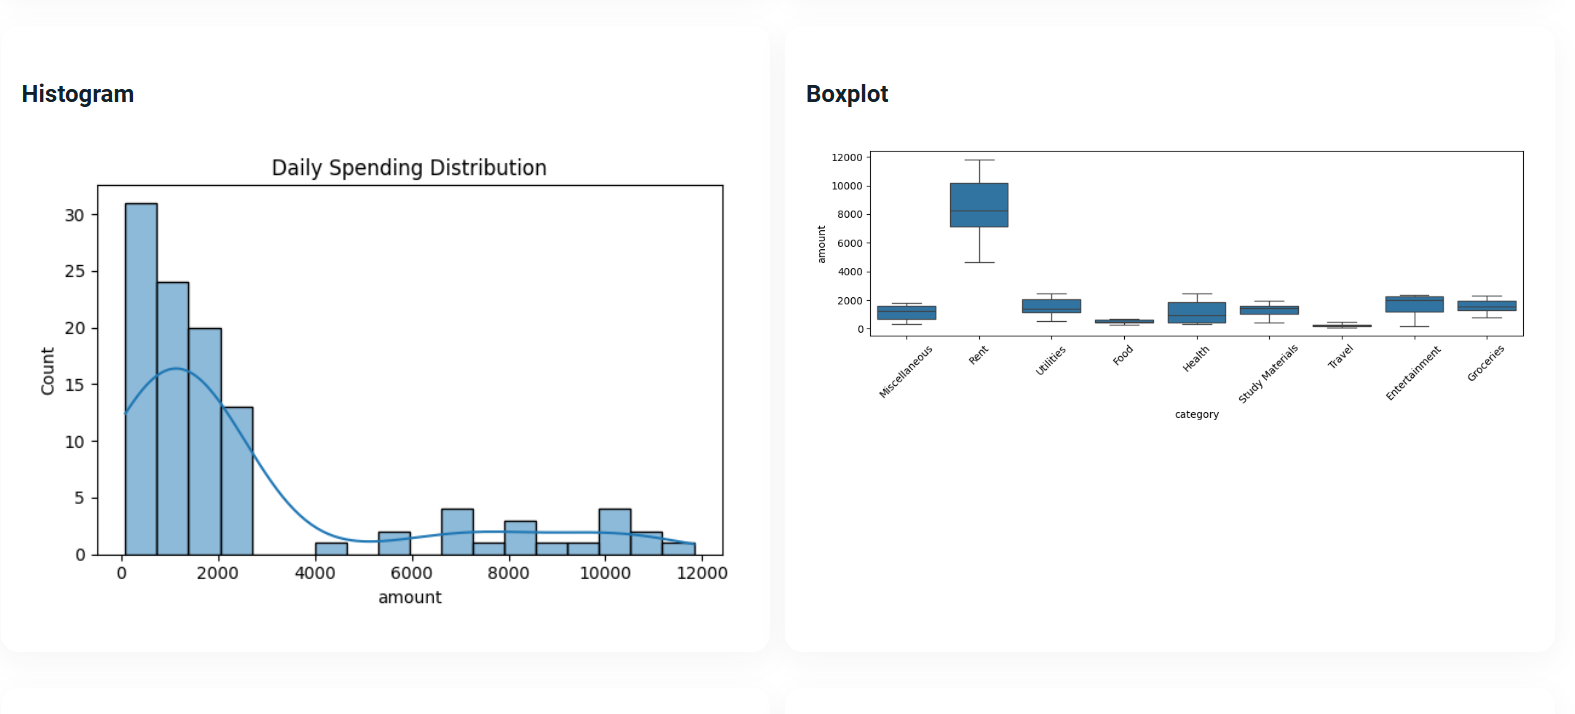 Histogram
Daily Spending Distribution
30
25
20
15
10
5
0
Count
0 2000 4000 6000 8000 10000 12000
amount
Boxplot
12000
10000
8000
6000
4000
2000
0
amount
Miscellaneous Rent Utilities Food Health Study Materials Travel Entertainment Groceries
category